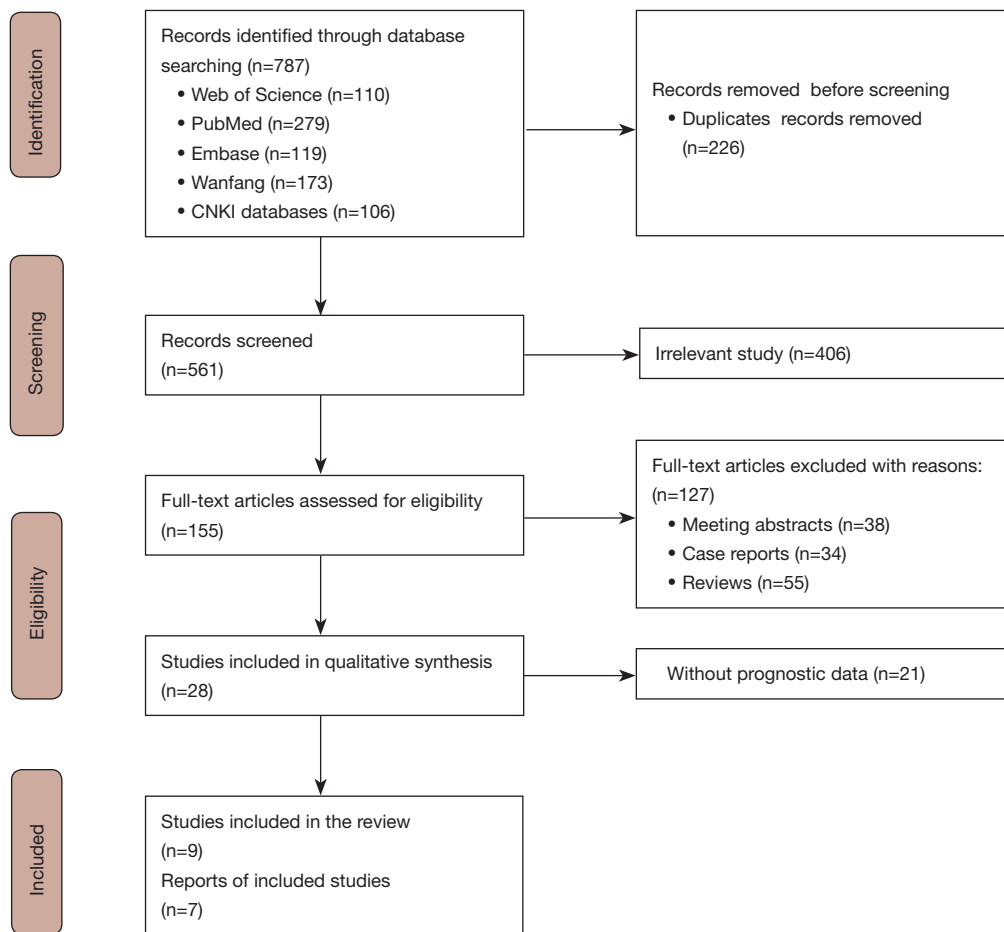 Identification
Records identified through database
searching (n=787)
• Web of Science (n=110)
• PubMed (n=279)
• Embase (n=119)
• Wanfang (n=173)
• CNKI databases (n=106)
Records removed before screening
• Duplicates records removed
(n=226)
Screening
Records screened
(n=561)
Irrelevant study (n=406)
Eligibility
Full-text articles assessed for eligibility
(n=155)
Full-text articles excluded with reasons:
(n=127)
• Meeting abstracts (n=38)
• Case reports (n=34)
• Reviews (n=55)
Studies included in qualitative synthesis
(n=28)
Without prognostic data (n=21)
Included
Studies included in the review
(n=9)
Reports of included studies
(n=7)